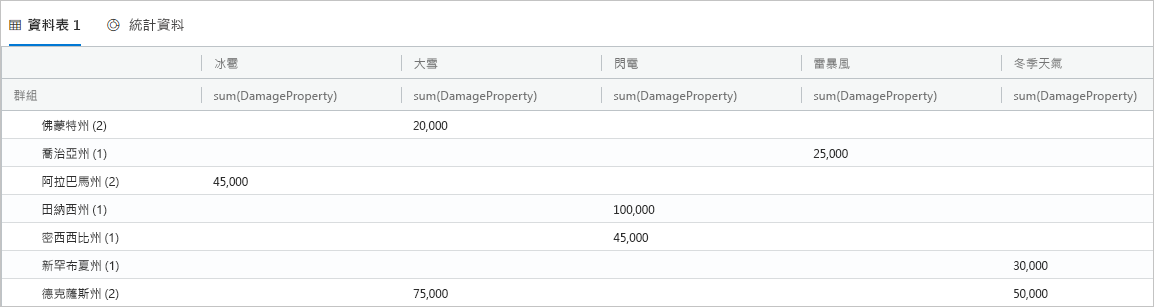 資料表 1 統計資料
冰雹 大雪 閃電 雷暴風 冬季天氣
群組 sum(DamageProperty) sum(DamageProperty) sum(DamageProperty) sum(DamageProperty) sum(DamageProperty)
佛蒙特州 (2) 20,000
喬治亞州 (1) 25,000
阿拉巴馬州 (2) 45,000
田納西州 (1) 100,000
密西西比州 (1) 45,000
新罕布夏州 (1) 30,000
德克薩斯州 (2) 75,000 50,000